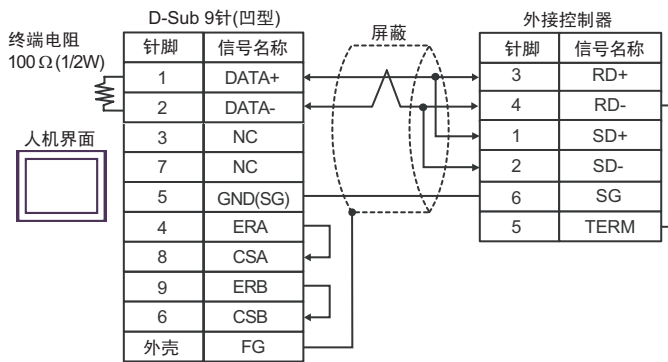 D-Sub 9针(凹型)
屏蔽
外接控制器
终端电阻
100 Ω (1/2W)
人机界面
针脚 信号名称
1 DATA+
2 DATA-
3 NC
7 NC
5 GND(SG)
4 ERA
8 CSA
9 ERB
6 CSB
外壳 FG
针脚 信号名称
3 RD+
4 RD-
1 SD+
2 SD-
6 SG
5 TERM